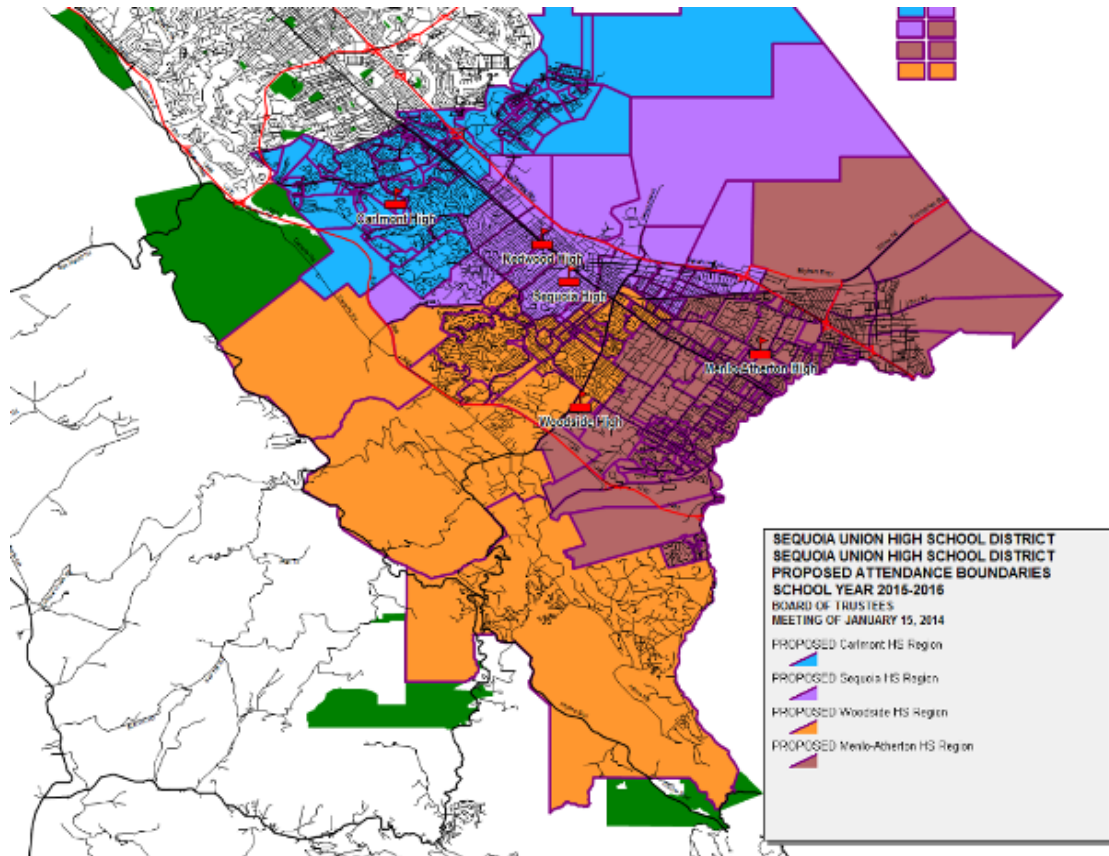 Carlmont High
Redwood High
Sequoia High
Menlo-Atherton High
Woodside High
SEQUOIA UNION HIGH SCHOOL DISTRICT
SEQUOIA UNION HIGH SCHOOL DISTRICT
PROPOSED ATTENDANCE BOUNDARIES
SCHOOL YEAR 2015-2016
BOARD OF TRUSTEES
MEETING OF JANUARY 15, 2014
PROPOSED Carlmont HS Region
PROPOSED Sequoia HS Region
PROPOSED Woodside HS Region
PROPOSED Menlo-Atherton HS Region